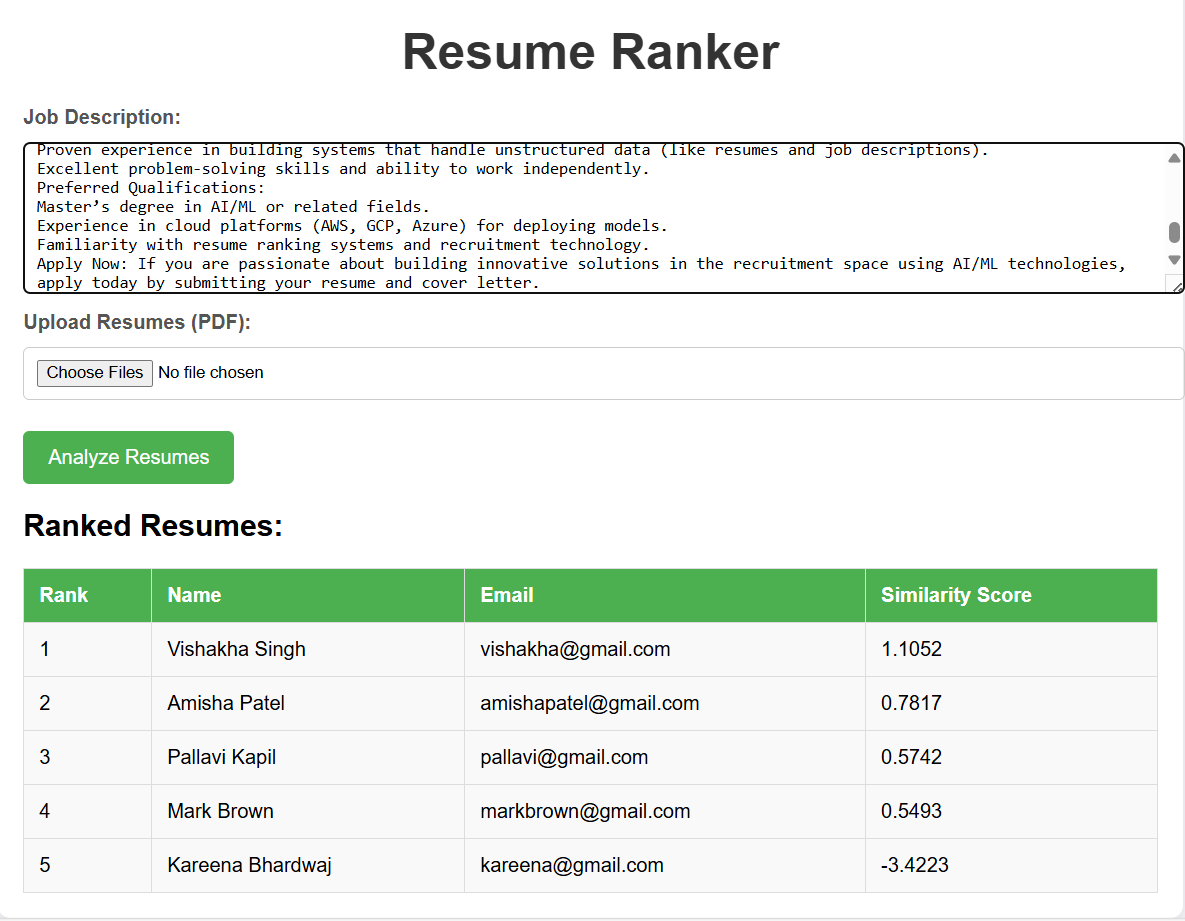 Resume Ranker
Job Description:
Proven experience in building systems that handle unstructured data (like resumes and job descriptions).
Excellent problem-solving skills and ability to work independently.
Preferred Qualifications:
Master’s degree in AI/ML or related fields.
Experience in cloud platforms (AWS, GCP, Azure) for deploying models.
Familiarity with resume ranking systems and recruitment technology.
Apply Now: If you are passionate about building innovative solutions in the recruitment space using AI/ML technologies,
apply today by submitting your resume and cover letter.
Upload Resumes (PDF):
Choose Files No file chosen
Analyze Resumes
Ranked Resumes:
Rank Name Email Similarity Score
1 Vishakha Singh vishakha@gmail.com 1.1052
2 Amisha Patel amishapatel@gmail.com 0.7817
3 Pallavi Kapil pallavi@gmail.com 0.5742
4 Mark Brown markbrown@gmail.com 0.5493
5 Kareena Bhardwaj kareena@gmail.com -3.4223